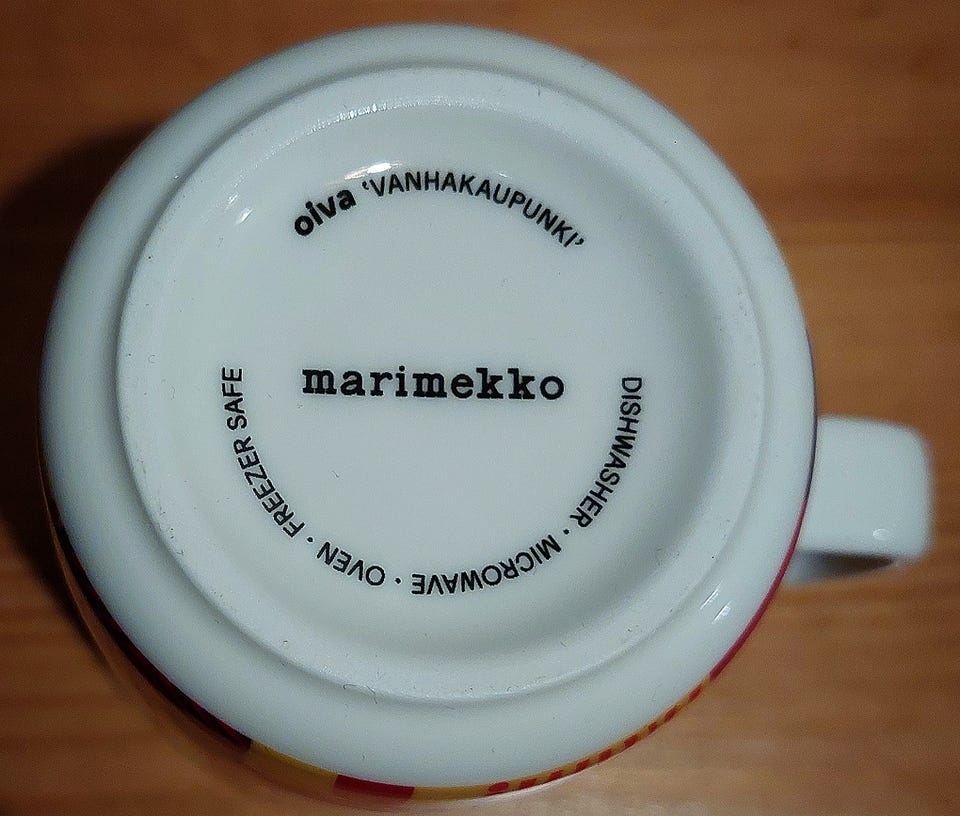 oiva ‘VANHAKAUPUNKI’
marimekko
DISHWASHER · MICROWAVE · OVEN · FREEZER SAFE